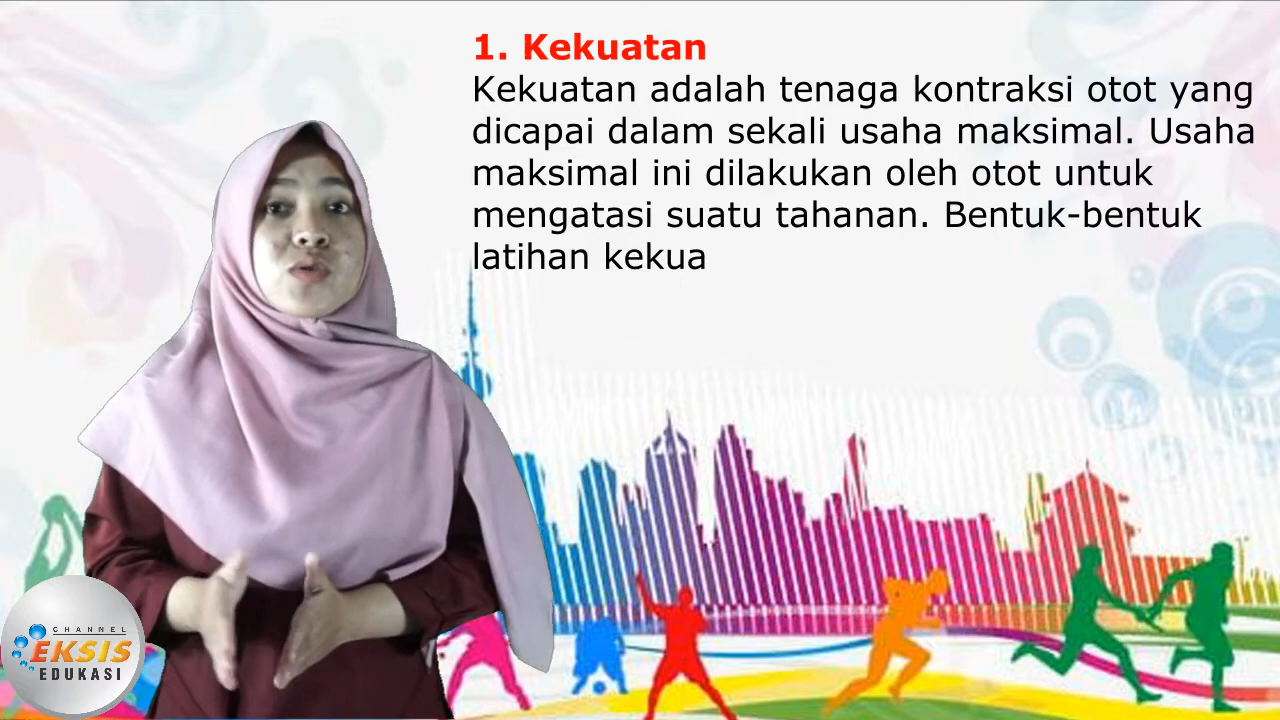 1. Kekuatan
Kekuatan adalah tenaga kontraksi otot yang
dicapai dalam sekali usaha maksimal. Usaha
maksimal ini dilakukan oleh otot untuk
mengatasi suatu tahanan. Bentuk-bentuk
latihan kekua
CHANNEL
EKSIS
EDUKASI